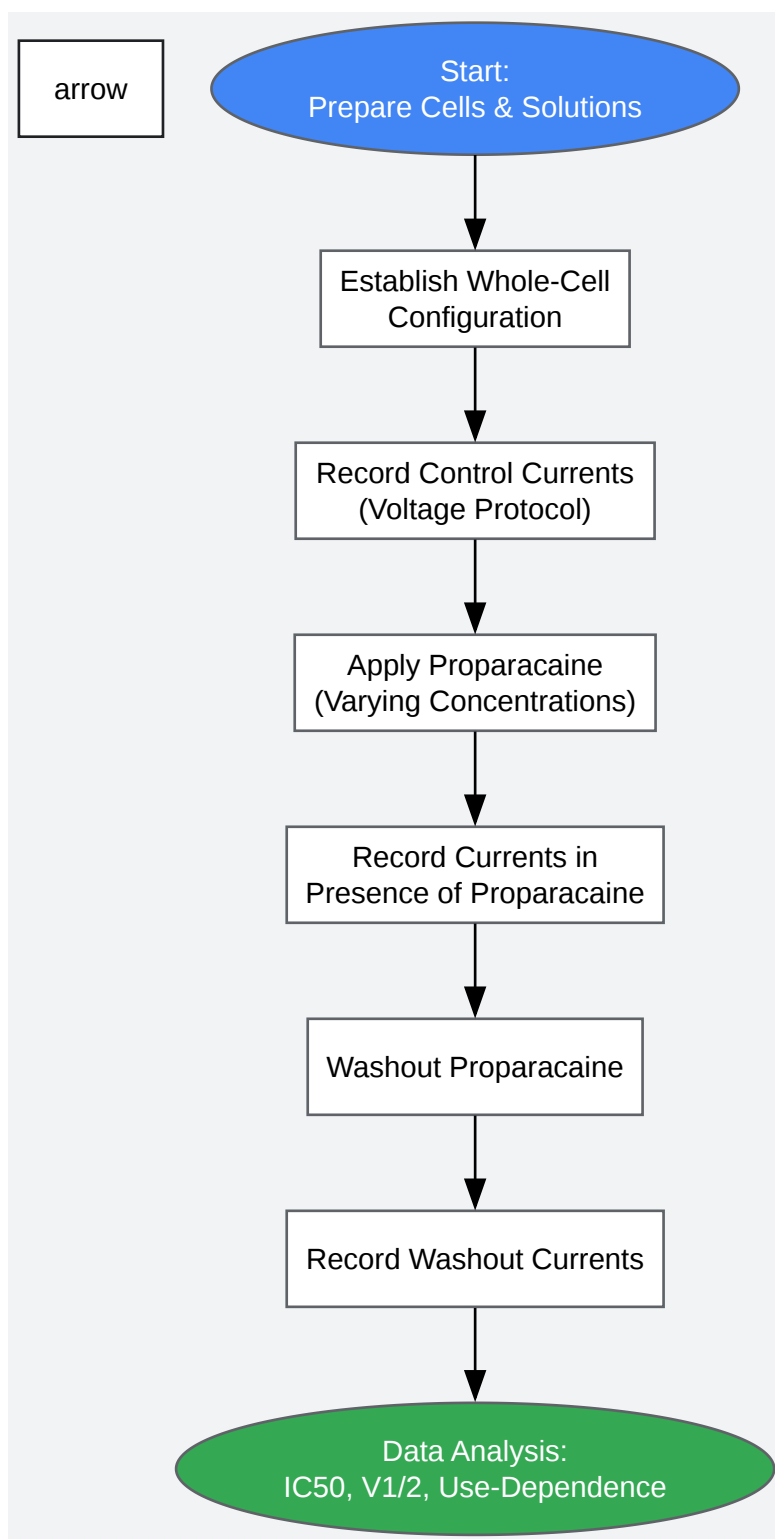 arrow
Start:
Prepare Cells & Solutions
Establish Whole-Cell
Configuration
Record Control Currents
(Voltage Protocol)
Apply Proparacaine
(Varying Concentrations)
Record Currents in
Presence of Proparacaine
Washout Proparacaine
Record Washout Currents
Data Analysis:
IC50, V1/2, Use-Dependence